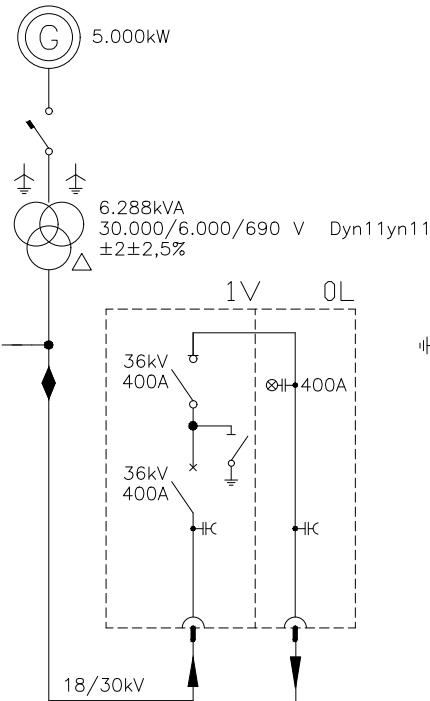 G
5.000kW
6.288kVA
30.000/6.000/690 V Dyn11yn11
±2±2,5%
1V 0L
36kV
400A
400A
36kV
400A
18/30kV